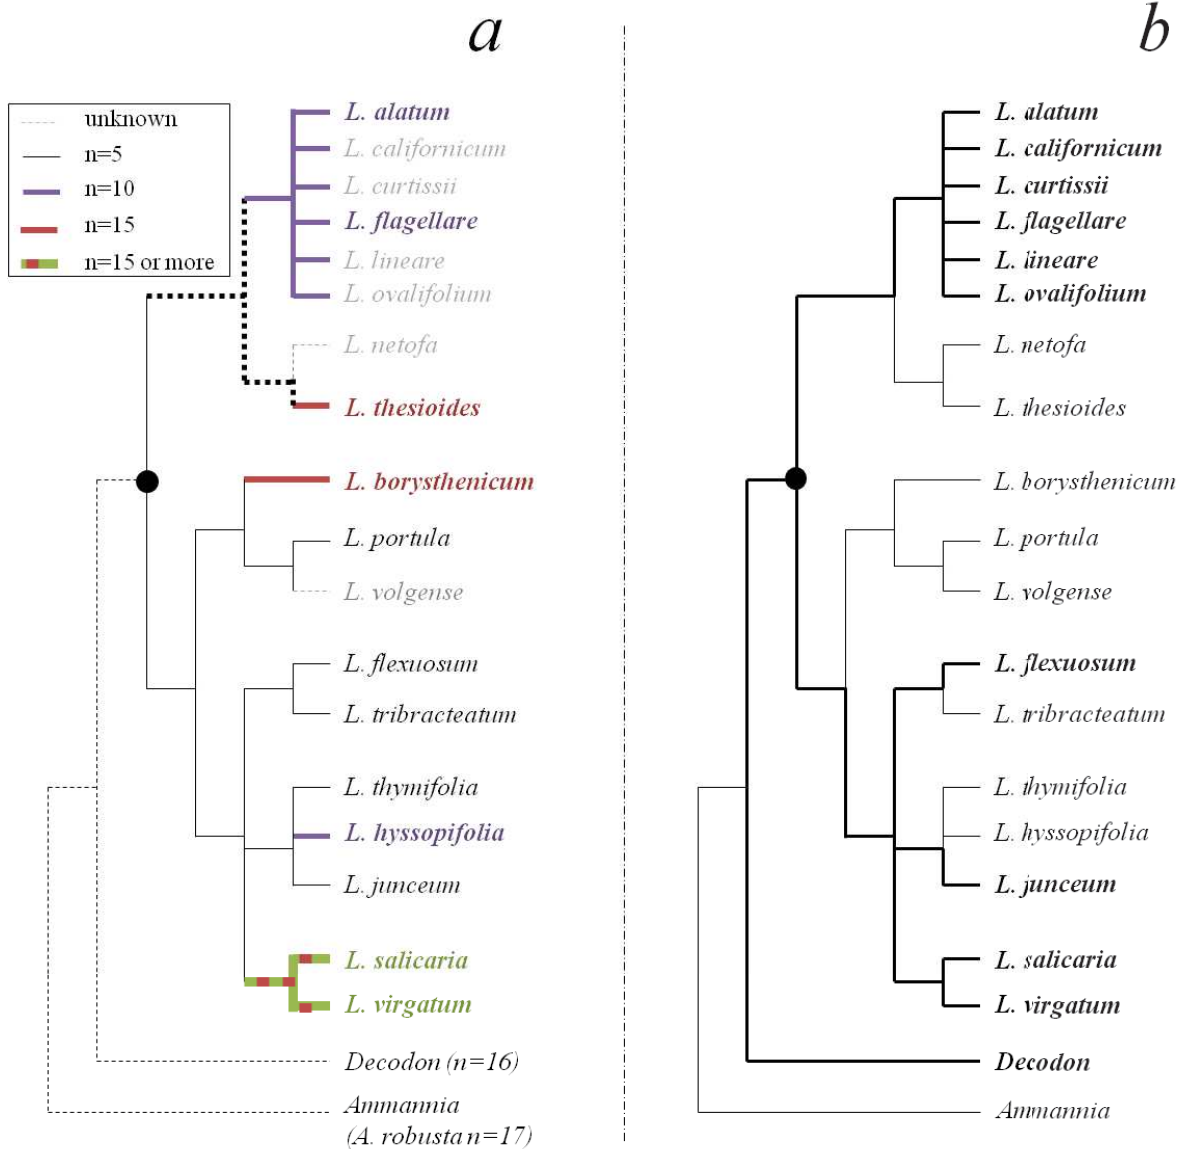 a
unknown
n=5
n=10
n=15
n=15 or more
L. alatum
L. californicum
L. curtissii
L. flagellare
L. lineare
L. ovalifolium
L. netofa
L. thesioides
L. borysthenicum
L. portula
L. volgense
L. flexuosum
L. tribracteatum
L. thymifolia
L. hyssopifolia
L. junceum
L. salicaria
L. virgatum
Decodon (n=16)
Ammannia
(A. robusta n=17)
b
L. alatum
L. californicum
L. curtissii
L. flagellare
L. lineare
L. ovalifolium
L. netofa
L. thesioides
L. borysthenicum
L. portula
L. volgense
L. flexuosum
L. tribracteatum
L. thymifolia
L. hyssopifolia
L. junceum
L. salicaria
L. virgatum
Decodon
Ammannia